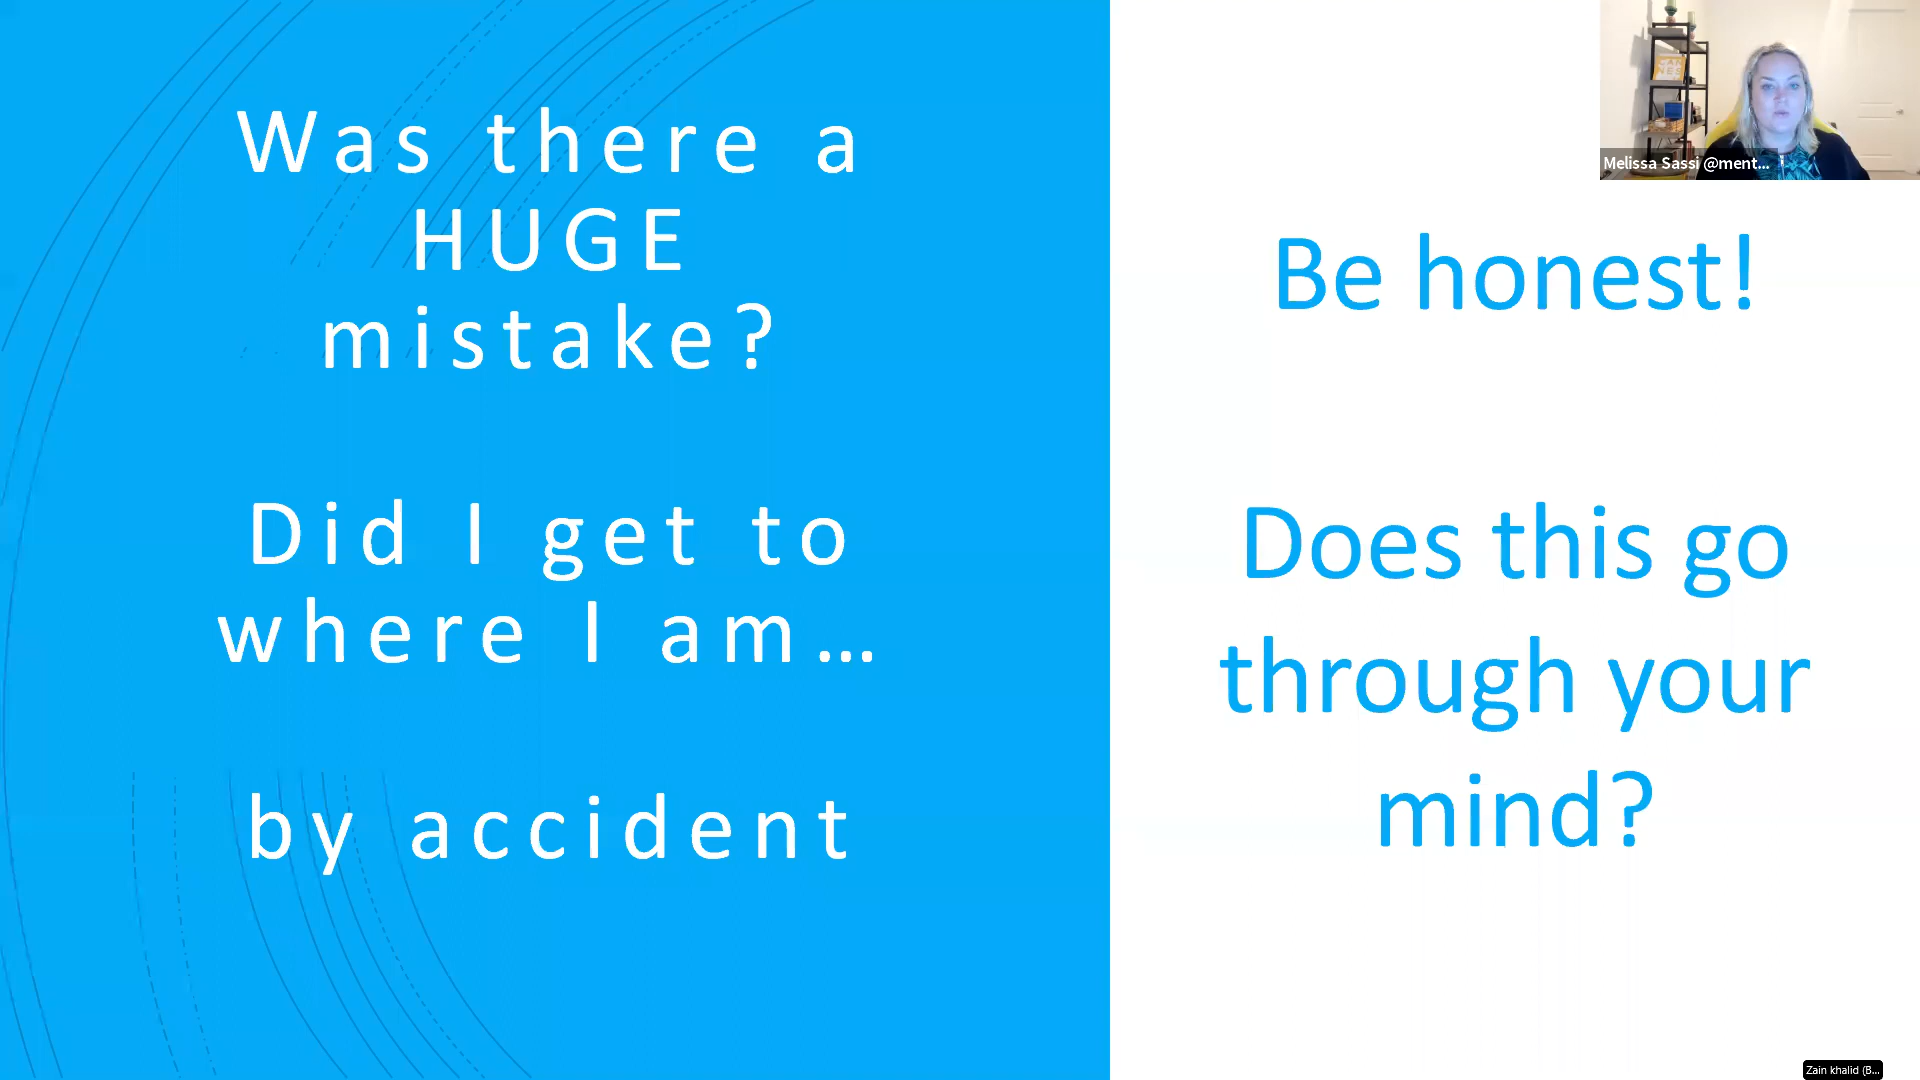 Was there a
HUGE
mistake?
Did I get to
where I am...
by accident
Be honest!
Does this go
through your
mind?
Melissa Sassi @ment...
Zain khalid (B...